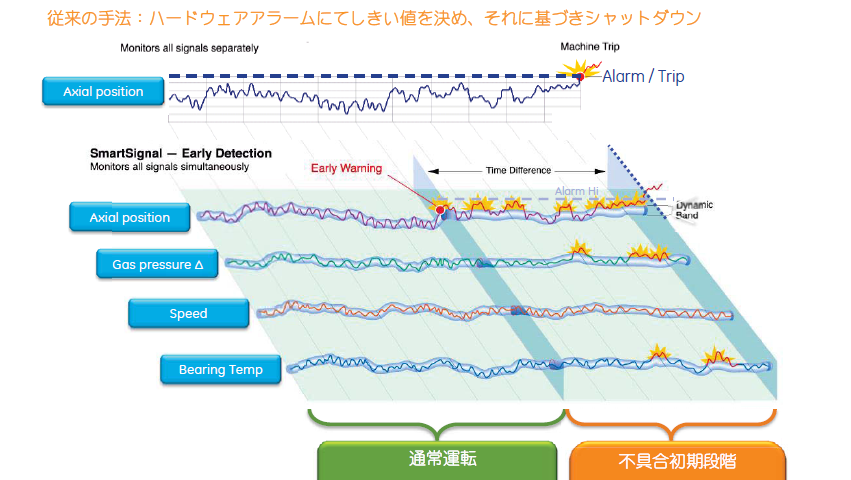 従来の手法：ハードウェアアラームにてしきい値を決め、それに基づきシャットダウン
Monitors all signals separately
Machine Trip
Axial position
Alarm / Trip
SmartSignal — Early Detection
Monitors all signals simultaneously
Early Warning
Time Difference
Alarm Hi
Dynamic
Band
Axial position
Gas pressure Δ
Speed
Bearing Temp
通常運転
不具合初期段階